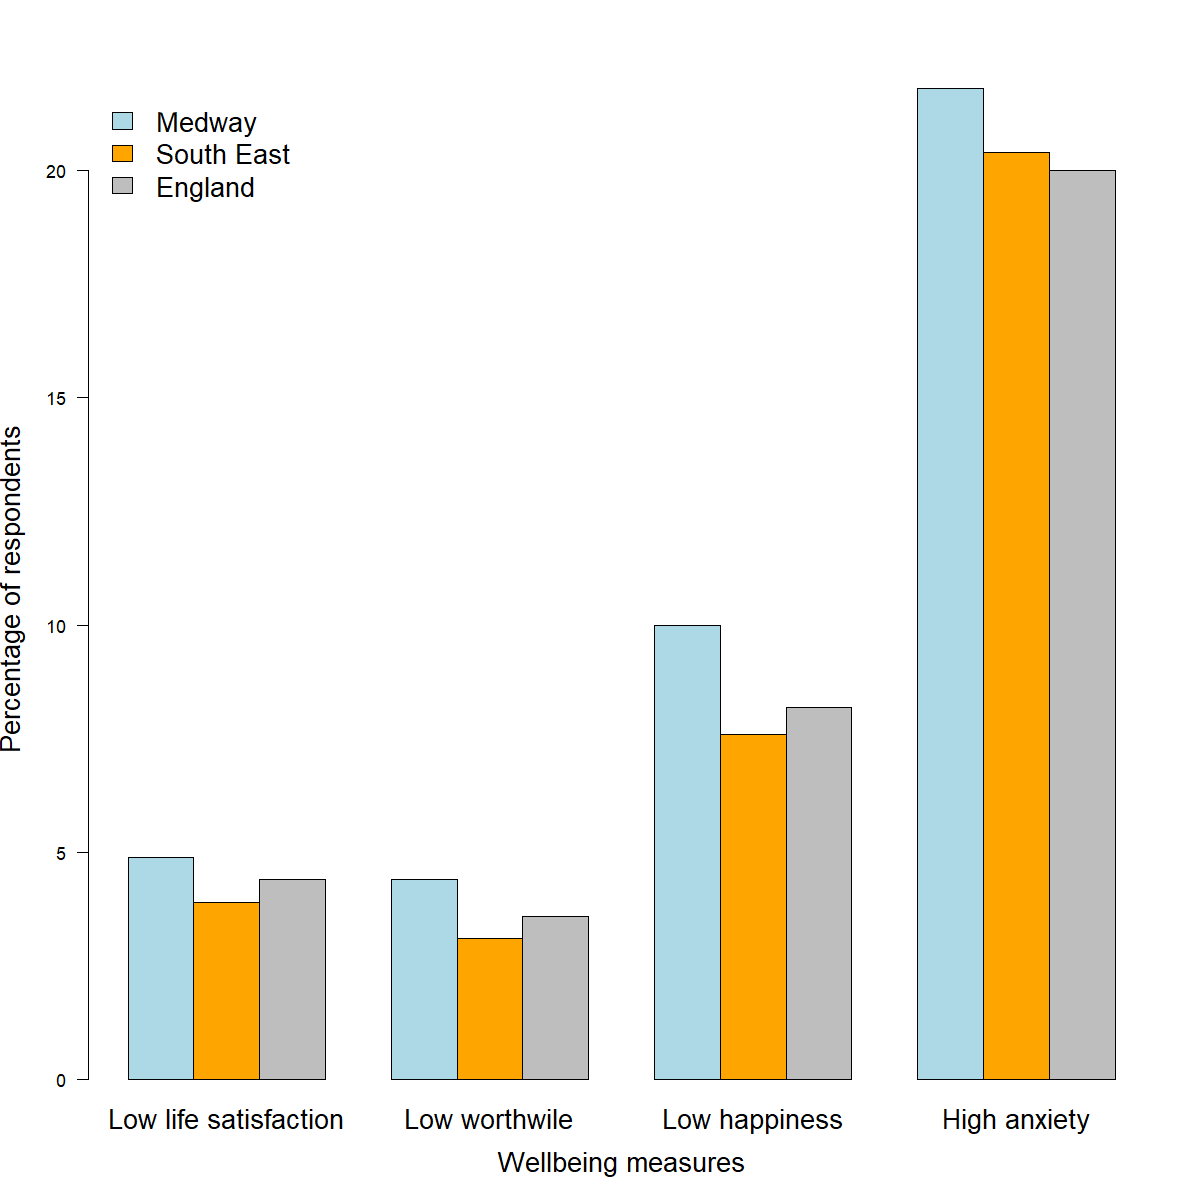 Medway
South East
England
20
15
10
5
0
Percentage of respondents
Low life satisfaction
Low worthwile
Low happiness
High anxiety
Wellbeing measures